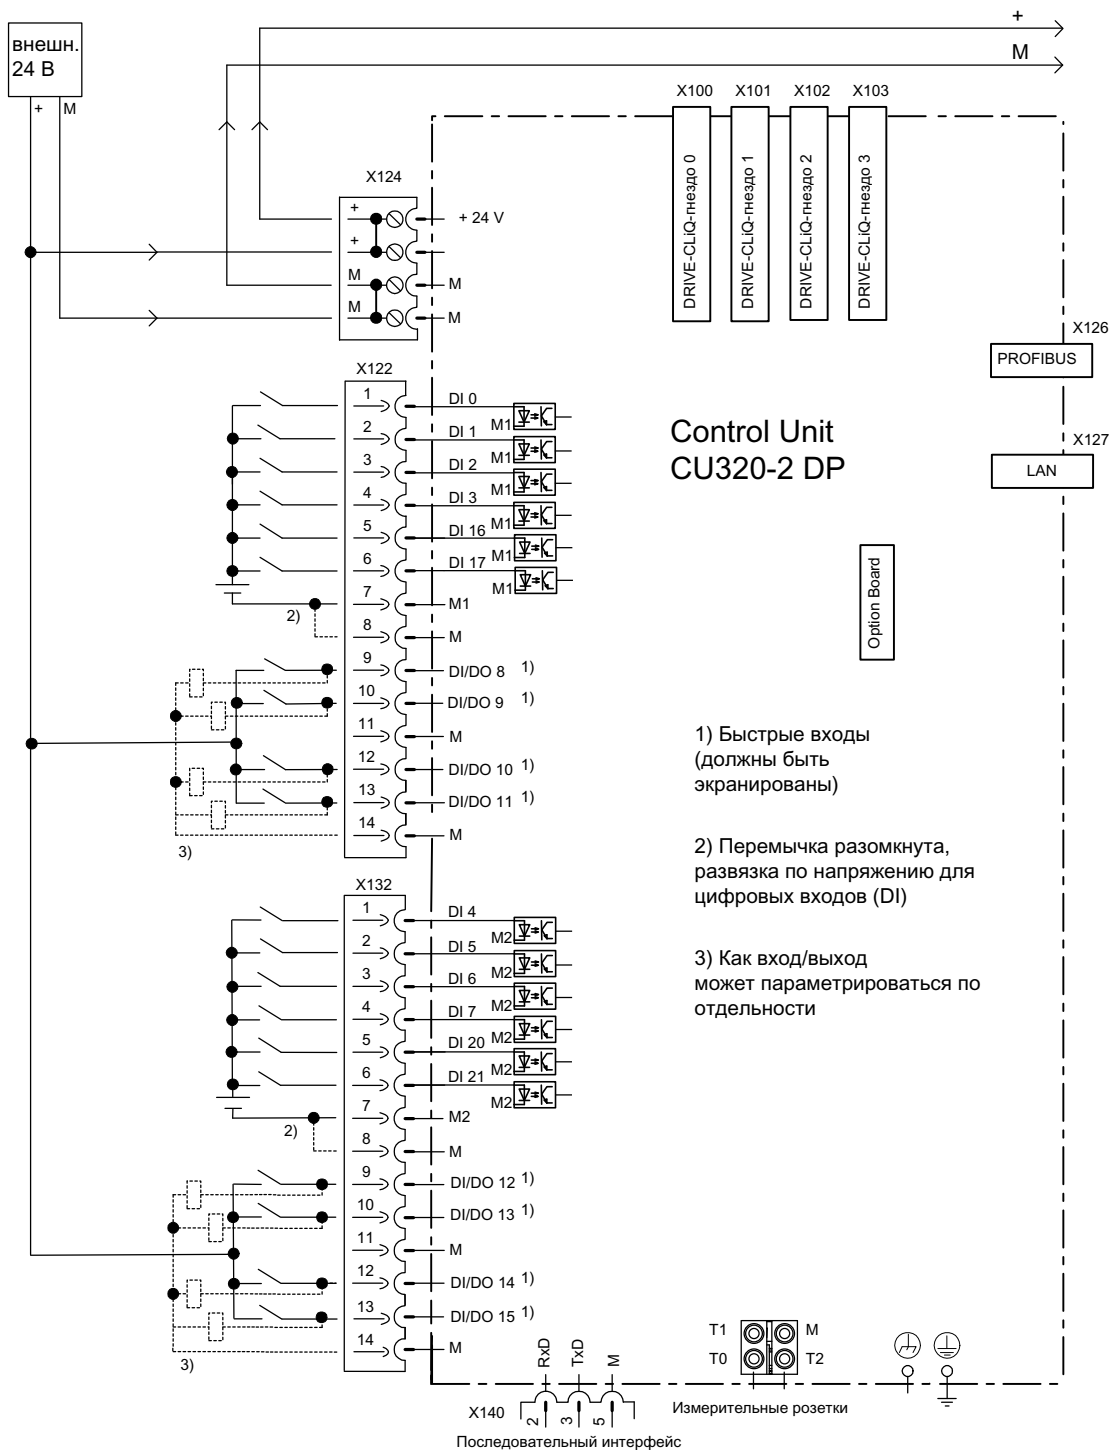 +
M
внешн.
24 В
+ M
X100 X101 X102 X103
DRIVE-CLiQ-гнездо 0
DRIVE-CLiQ-гнездо 1
DRIVE-CLiQ-гнездо 2
DRIVE-CLiQ-гнездо 3
X124
+ + 24 V
+
M M
M M
X126
PROFIBUS
X127
LAN
Control Unit
CU320-2 DP
Option Board
X122
1 DI 0
M1
2 DI 1
M1
3 DI 2
M1
4 DI 3
M1
5 DI 16
M1
6 DI 17
M1
7 M1
2)
8 M
9 DI/DO 8 1)
10 DI/DO 9 1)
11 M
12 DI/DO 10 1)
13 DI/DO 11 1)
14 M
3)
1) Быстрые входы
(должны быть
экранированы)
2) Перемычка разомкнута,
развязка по напряжению для
цифровых входов (DI)
3) Как вход/выход
может параметрироваться по
отдельности
X132
1 DI 4
M2
2 DI 5
M2
3 DI 6
M2
4 DI 7
M2
5 DI 20
M2
6 DI 21
M2
7 M2
2)
8 M
9 DI/DO 12 1)
10 DI/DO 13 1)
11 M
12 DI/DO 14 1)
13 DI/DO 15 1)
14 M
3)
RxD
TxD
M
X140
2
3
5
Последовательный интерфейс
T1 M
T0 T2
Измерительные розетки